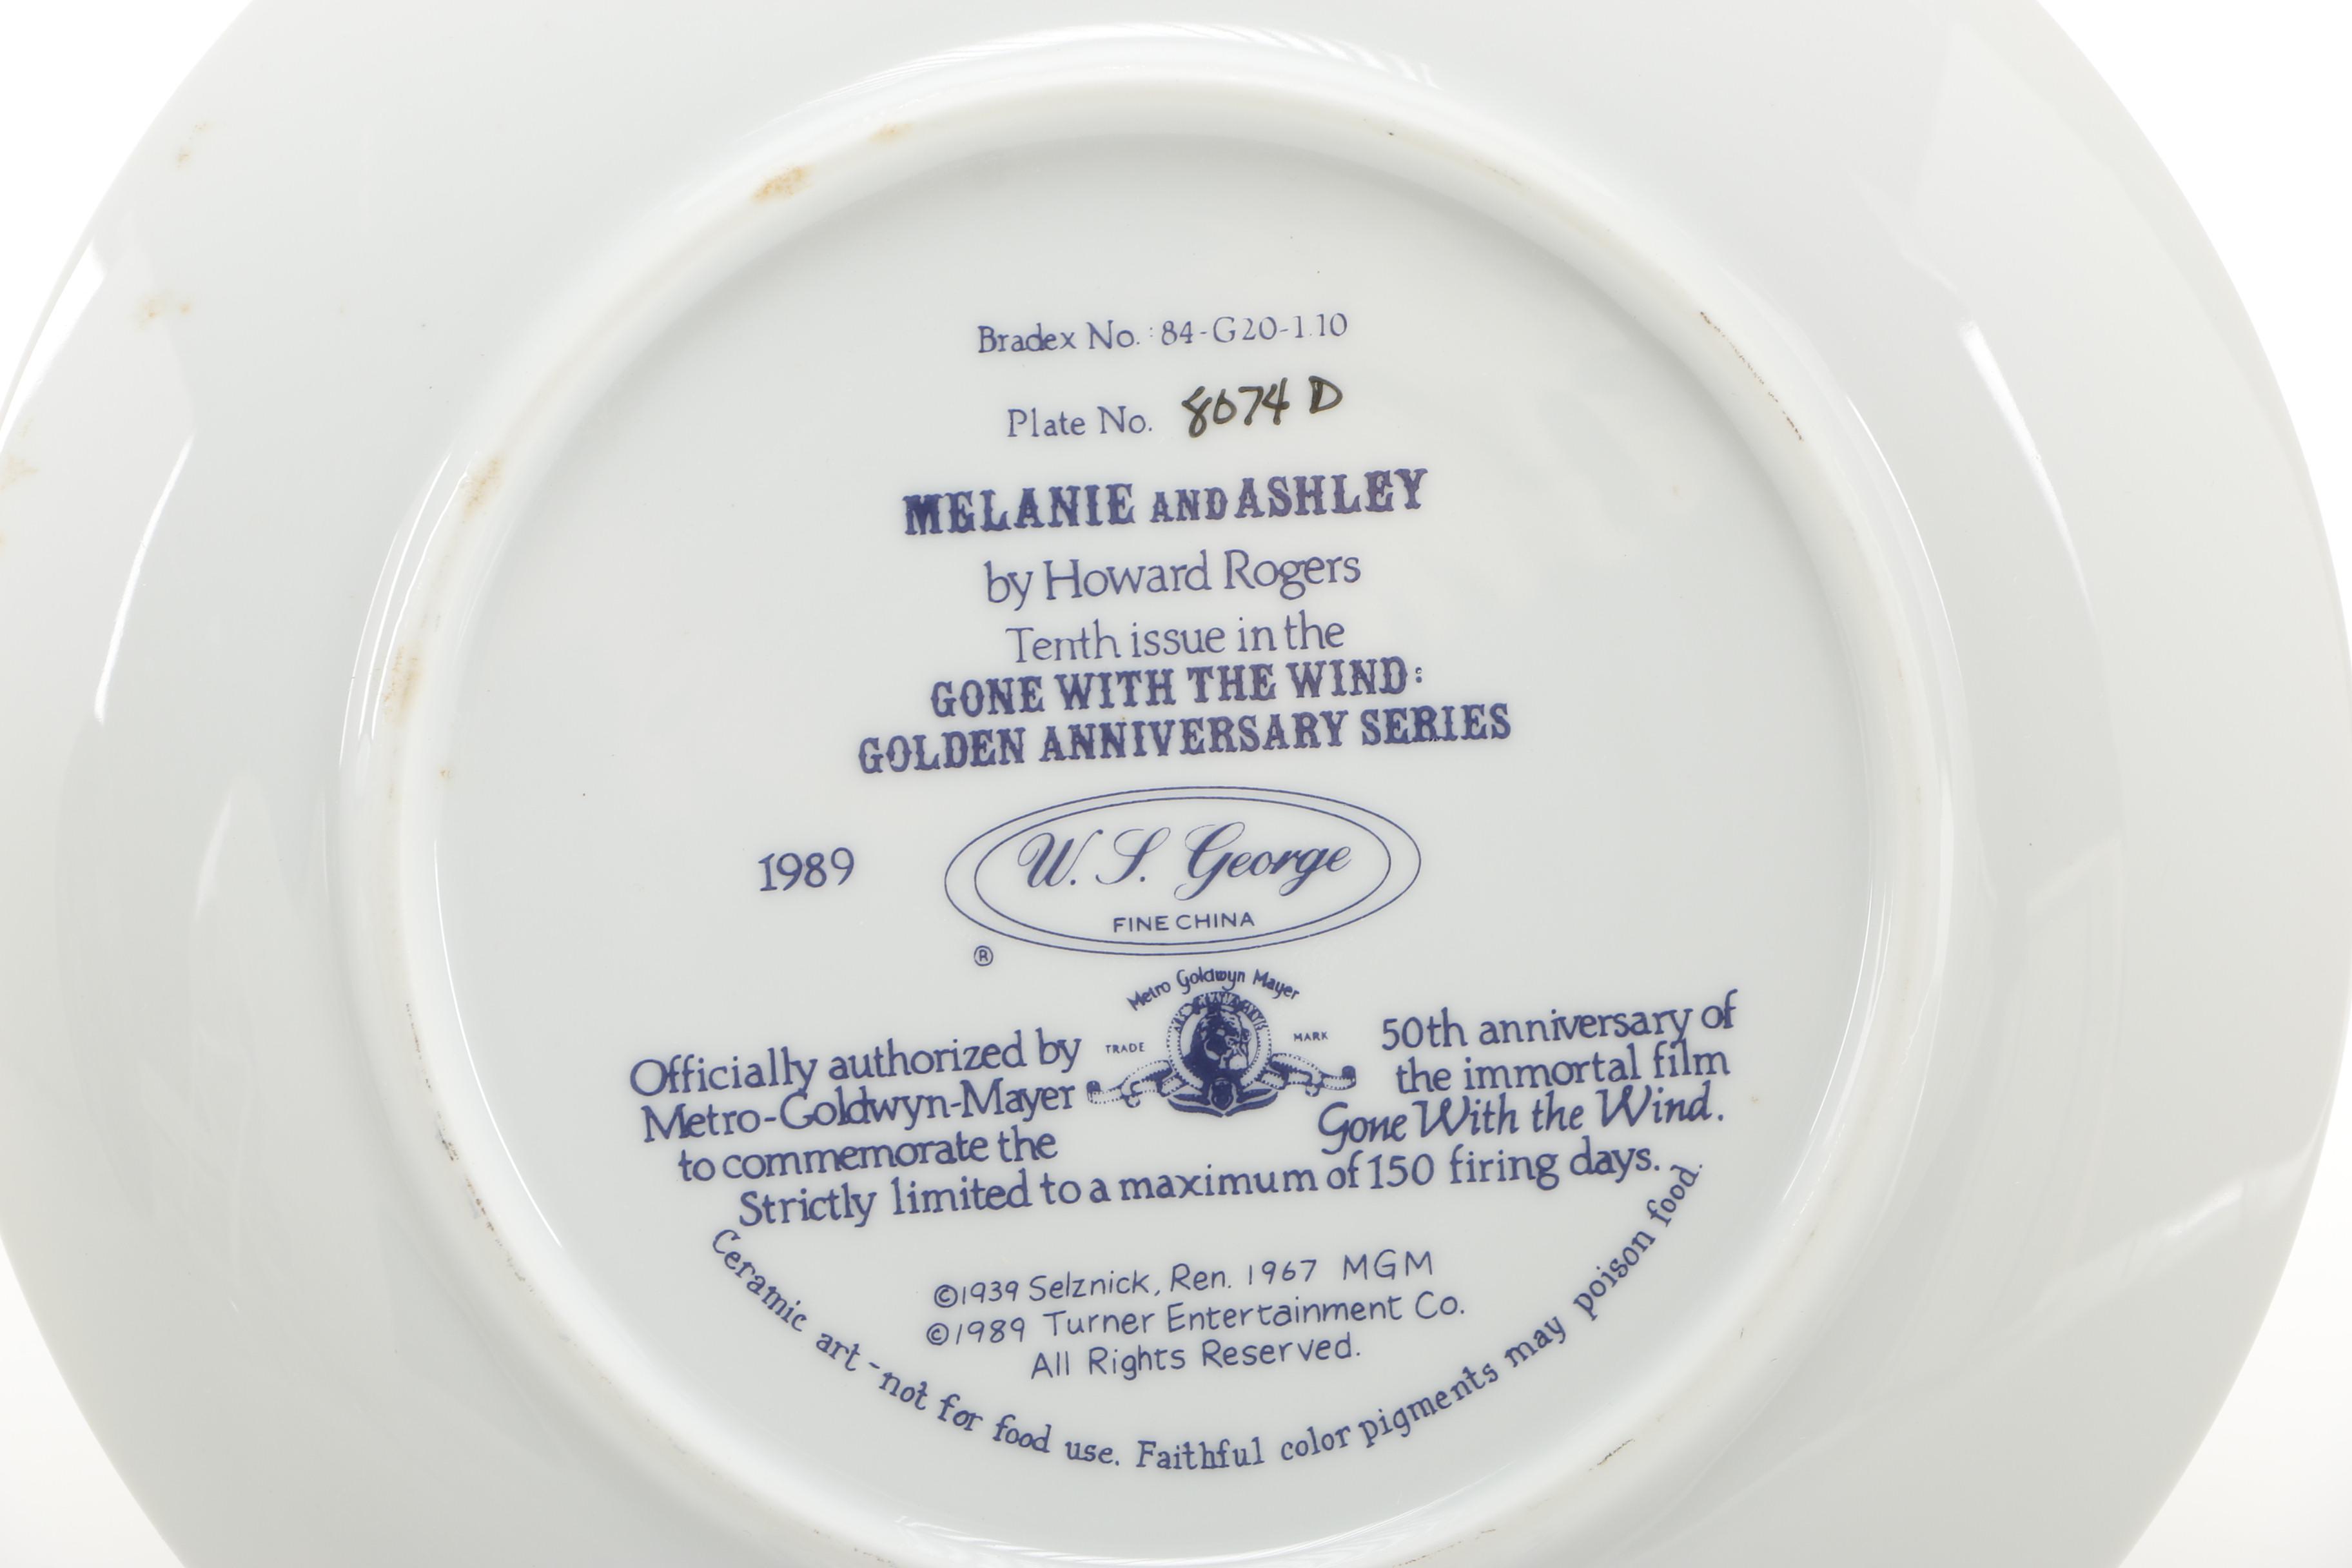 Bradex No.: 84-G20-1.10
Plate No. 8074 D
MELANIE AND ASHLEY
by Howard Rogers
Tenth issue in the
GONE WITH THE WIND:
GOLDEN ANNIVERSARY SERIES
1989
W. S. George
FINE CHINA
®
Metro Goldwyn Mayer
TRADE MARK
Officially authorized by
Metro-Goldwyn-Mayer
to commemorate the
50th anniversary of
the immortal film
Gone With the Wind.
Strictly limited to a maximum of 150 firing days.
©1939 Selznick, Ren. 1967 MGM
©1989 Turner Entertainment Co.
All Rights Reserved.
Ceramic art - not for food use. Faithful color pigments may poison food.